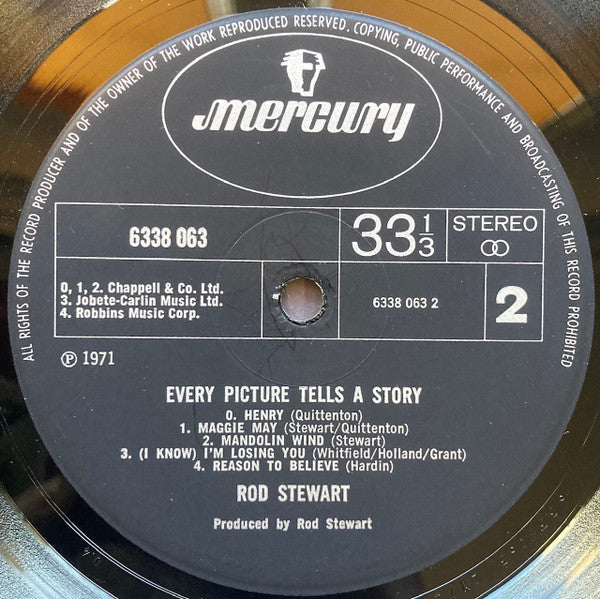 ALL RIGHTS OF THE RECORD PRODUCER AND OF THE OWNER OF THE WORK REPRODUCED RESERVED. COPYING, PUBLIC PERFORMANCE AND BROADCASTING OF THIS RECORD PROHIBITED
mercury
6338 063
33 1/3
STEREO
0, 1, 2. Chappell & Co. Ltd.
3. Jobete-Carlin Music Ltd.
4. Robbins Music Corp.
6338 063 2
2
℗ 1971
EVERY PICTURE TELLS A STORY
0. HENRY (Quittenton)
1. MAGGIE MAY (Stewart/Quittenton)
2. MANDOLIN WIND (Stewart)
3. (I KNOW) I'M LOSING YOU (Whitfield/Holland/Grant)
4. REASON TO BELIEVE (Hardin)
ROD STEWART
Produced by Rod Stewart